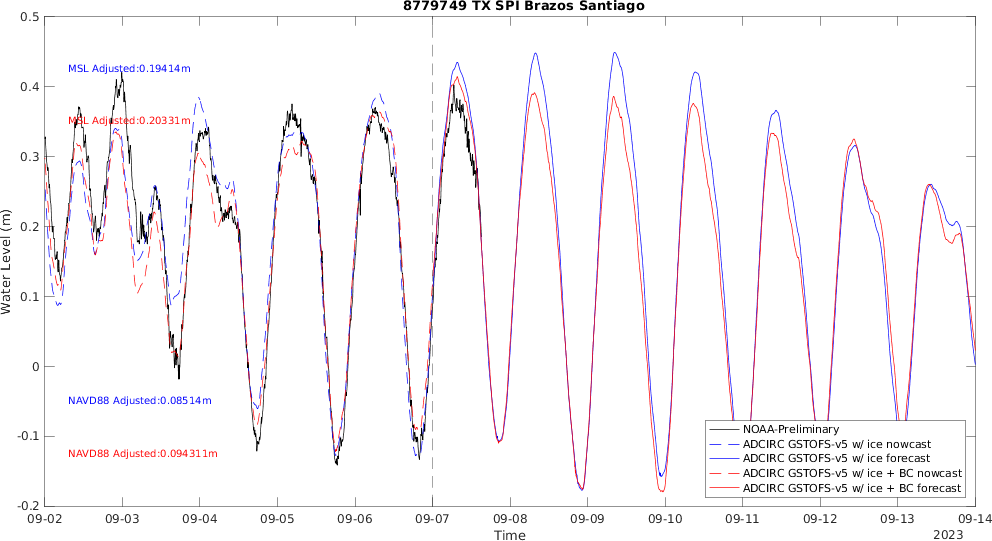 8779749 TX SPI Brazos Santiago
0.5
0.4
0.3
0.2
0.1
0
-0.1
-0.2
Water Level (m)
MSL Adjusted:0.19414m
MSL Adjusted:0.20331m
NAVD88 Adjusted:0.08514m
NAVD88 Adjusted:0.094311m
NOAA-Preliminary
ADCIRC GSTOFS-v5 w/ ice nowcast
ADCIRC GSTOFS-v5 w/ ice forecast
ADCIRC GSTOFS-v5 w/ ice + BC nowcast
ADCIRC GSTOFS-v5 w/ ice + BC forecast
09-02 09-03 09-04 09-05 09-06 09-07 09-08 09-09 09-10 09-11 09-12 09-13 09-14
Time
2023